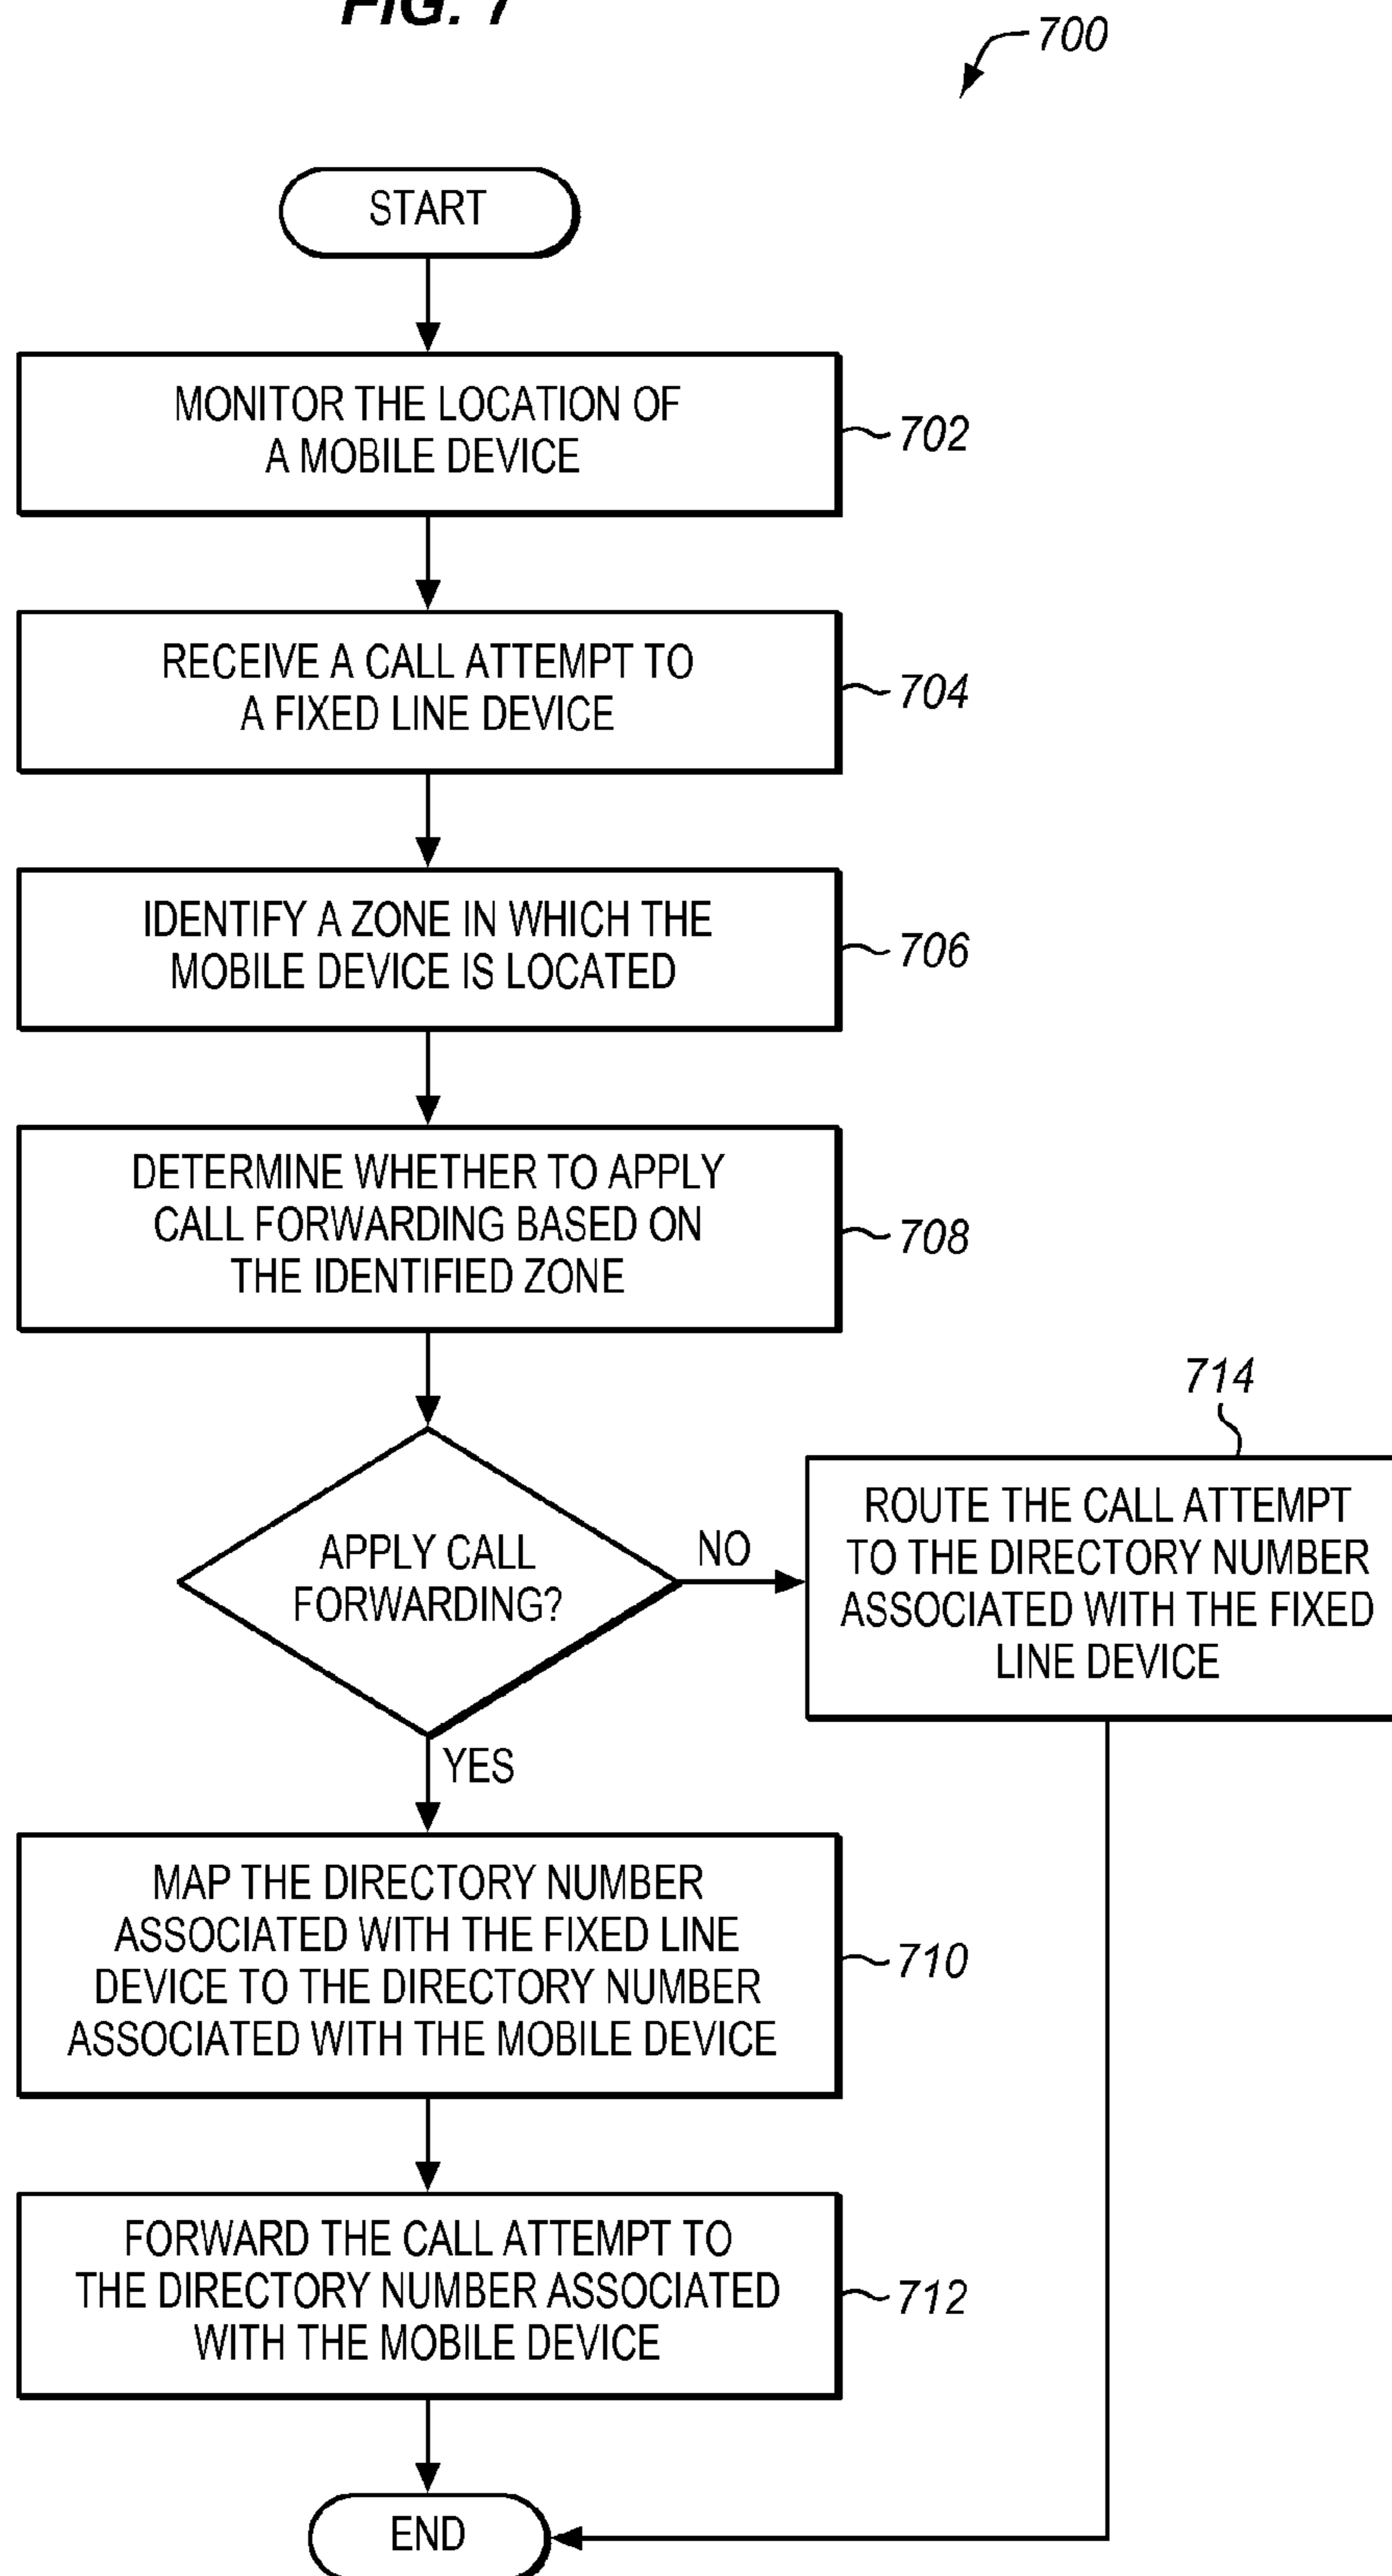 FIG. 7
700
START
MONITOR THE LOCATION OF
A MOBILE DEVICE
702
RECEIVE A CALL ATTEMPT TO
A FIXED LINE DEVICE
704
IDENTIFY A ZONE IN WHICH THE
MOBILE DEVICE IS LOCATED
706
DETERMINE WHETHER TO APPLY
CALL FORWARDING BASED ON
THE IDENTIFIED ZONE
708
APPLY CALL
FORWARDING?
NO
714
ROUTE THE CALL ATTEMPT
TO THE DIRECTORY NUMBER
ASSOCIATED WITH THE FIXED
LINE DEVICE
YES
MAP THE DIRECTORY NUMBER
ASSOCIATED WITH THE FIXED LINE
DEVICE TO THE DIRECTORY NUMBER
ASSOCIATED WITH THE MOBILE DEVICE
710
FORWARD THE CALL ATTEMPT TO
THE DIRECTORY NUMBER ASSOCIATED
WITH THE MOBILE DEVICE
712
END